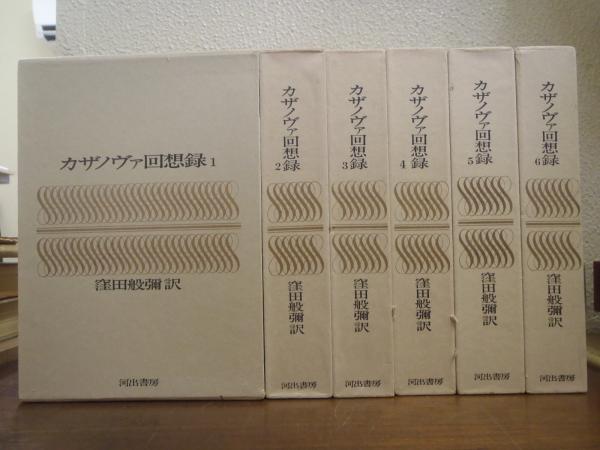 カザノヴァ回想録 1
窪田般彌 訳
河出書房
カザノヴァ回想録 2
窪田般彌訳
河出書房
カザノヴァ回想録 3
窪田般彌訳
河出書房
カザノヴァ回想録 4
窪田般彌訳
河出書房
カザノヴァ回想録 5
窪田般彌訳
河出書房
カザノヴァ回想録 6
窪田般彌訳
河出書房